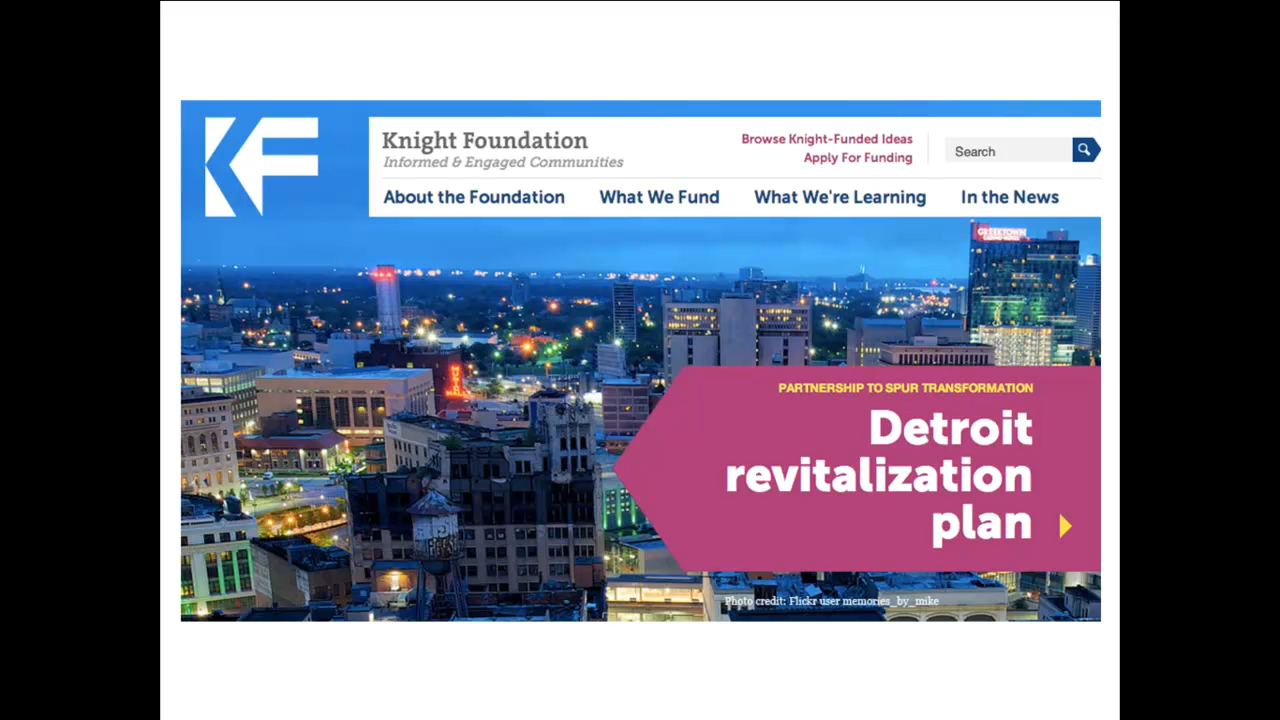 KF
Knight Foundation
Informed & Engaged Communities
Browse Knight-Funded Ideas
Apply For Funding
Search
About the Foundation
What We Fund
What We're Learning
In the News
GREEKTOWN
CASINO-HOTEL
PARTNERSHIP TO SPUR TRANSFORMATION
Detroit
revitalization
plan
Photo credit: Flickr user memories_by_mike